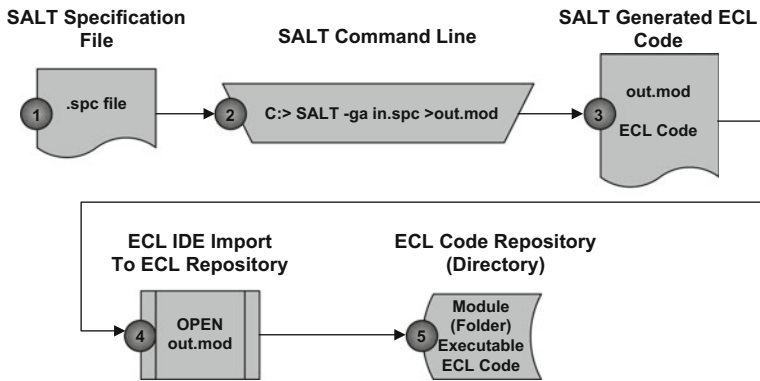 SALT Specification
File
SALT Command Line
SALT Generated ECL
Code
1
.spc file
2
C:> SALT -ga in.spc >out.mod
3
out.mod
ECL Code
ECL IDE Import
To ECL Repository
ECL Code Repository
(Directory)
4
OPEN
out.mod
5
Module
(Folder)
Executable
ECL Code